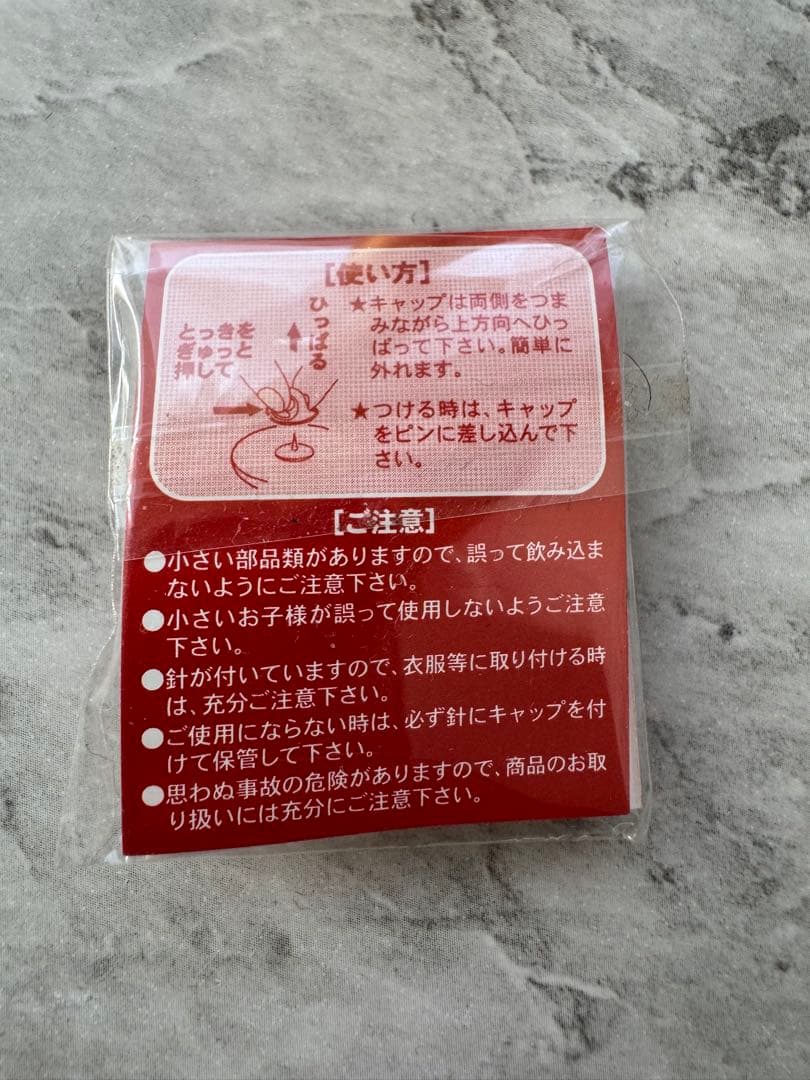 [使い方]
とっきを
ぎゅっと
押して
ひっぱる
★キャップは両側をつま
みながら上方向へひっ
ぱって下さい。簡単に
外れます。
★つける時は、キャップ
をピンに差し込んで下
さい。
[ご注意]
●小さい部品類がありますので、誤って飲み込ま
ないようにご注意下さい。
●小さいお子様が誤って使用しないようご注意
下さい。
●針が付いていますので、衣服等に取り付ける時
は、充分ご注意下さい。
●ご使用にならない時は、必ず針にキャップを付
けて保管して下さい。
●思わぬ事故の危険がありますので、商品のお取
り扱いには充分にご注意下さい。